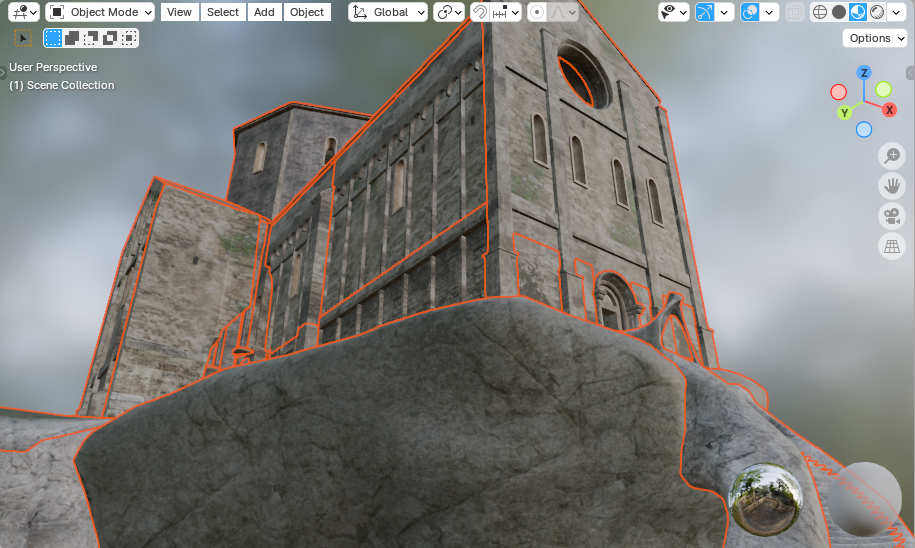 Object Mode View Select Add Object Global
Options
User Perspective
(1) Scene Collection
Z
Y
X